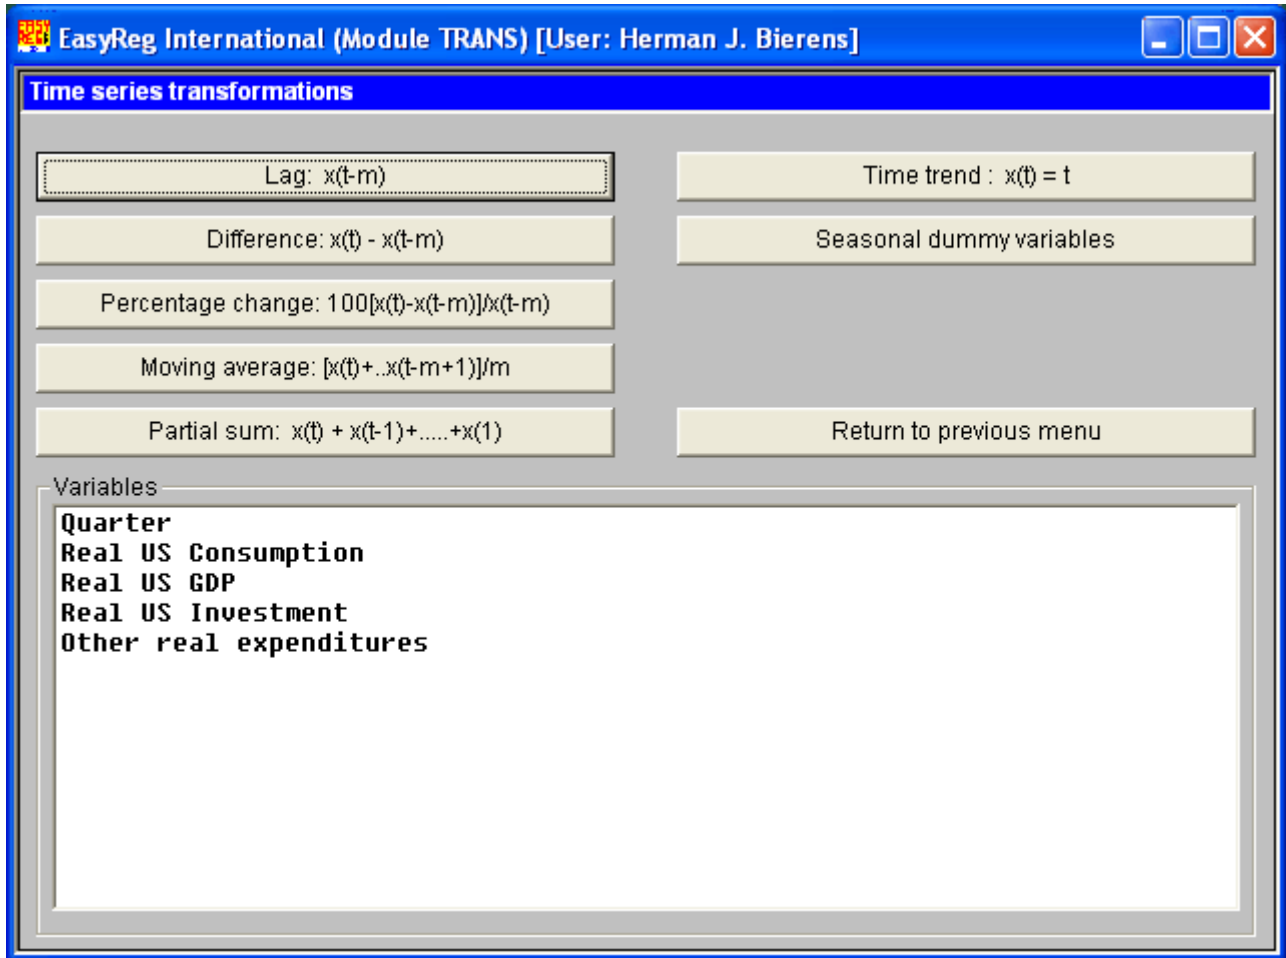 EasyReg International (Module TRANS) [User: Herman J. Bierens]
Time series transformations
Lag: x(t-m)
Time trend : x(t) = t
Difference: x(t) - x(t-m)
Seasonal dummy variables
Percentage change: 100[x(t)-x(t-m)]/x(t-m)
Moving average: [x(t)+..x(t-m+1)]/m
Partial sum: x(t) + x(t-1)+.....+x(1)
Return to previous menu
Variables
Quarter
Real US Consumption
Real US GDP
Real US Investment
Other real expenditures